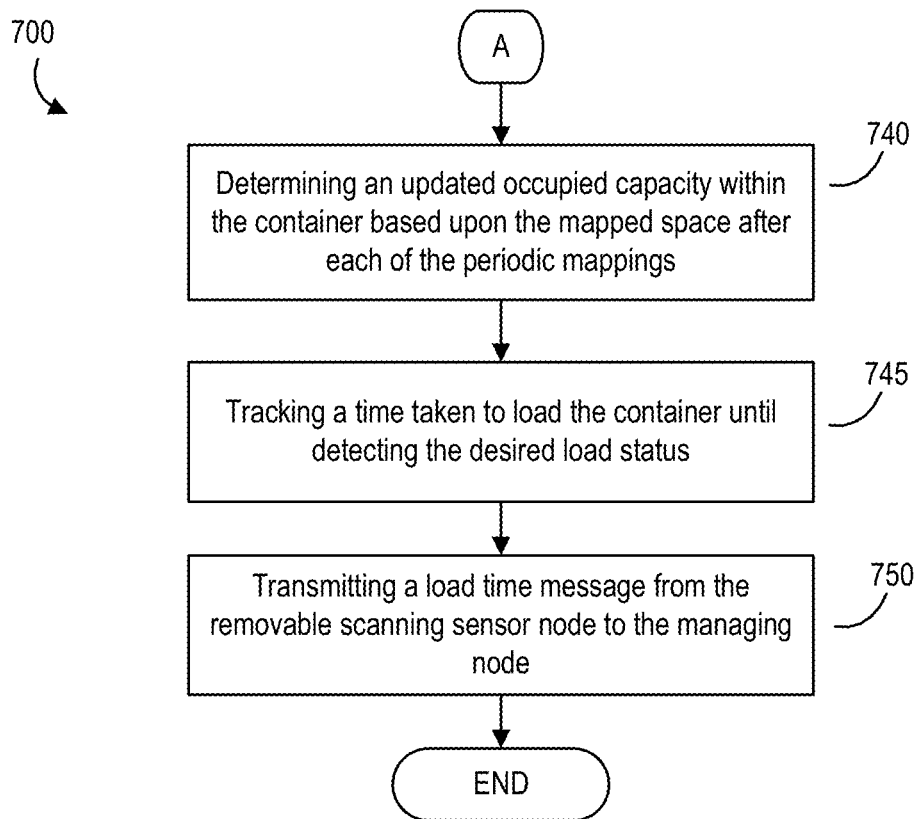 700
A
740
Determining an updated occupied capacity within
the container based upon the mapped space after
each of the periodic mappings
745
Tracking a time taken to load the container until
detecting the desired load status
750
Transmitting a load time message from the
removable scanning sensor node to the managing
node
END